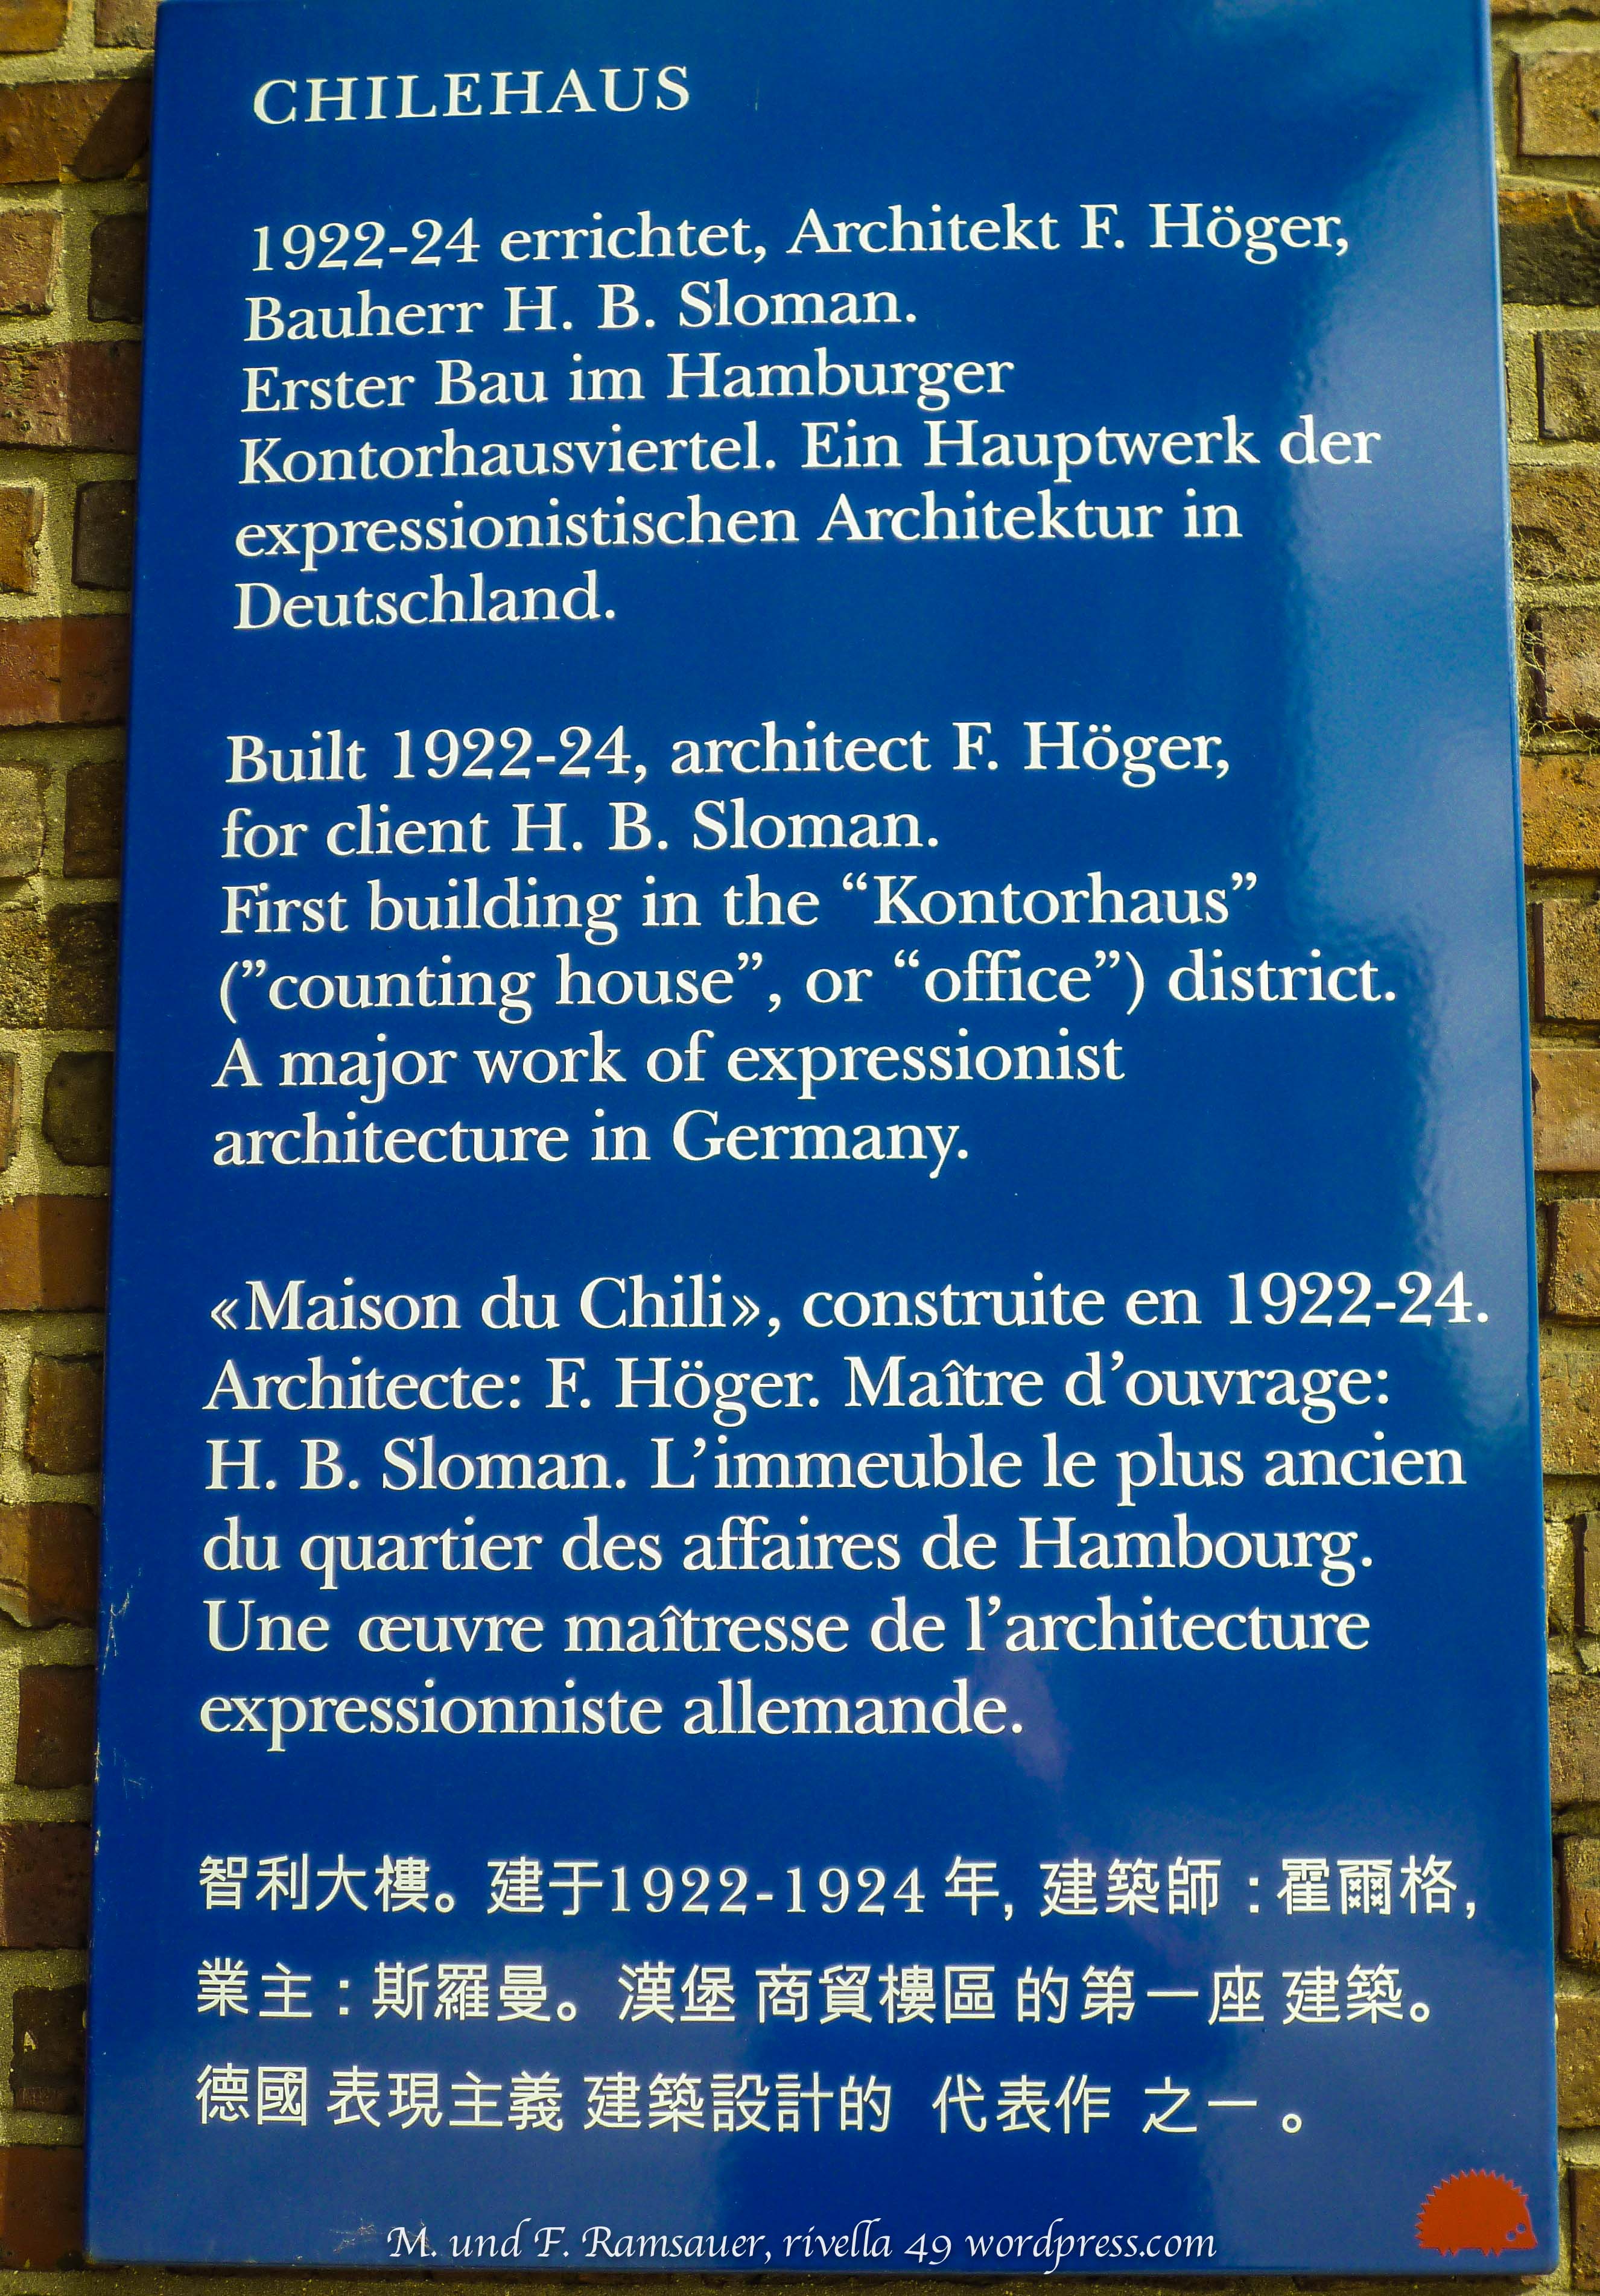 CHILEHAUS
1922-24 errichtet, Architekt F. Höger,
Bauherr H. B. Sloman.
Erster Bau im Hamburger
Kontorhausviertel. Ein Hauptwerk der
expressionistischen Architektur in
Deutschland.
Built 1922-24, architect F. Höger,
for client H. B. Sloman.
First building in the “Kontorhaus”
(”counting house”, or “office”) district.
A major work of expressionist
architecture in Germany.
«Maison du Chili», construite en 1922-24.
Architecte: F. Höger. Maître d’ouvrage:
H. B. Sloman. L’immeuble le plus ancien
du quartier des affaires de Hambourg.
Une œuvre maîtresse de l’architecture
expressionniste allemande.
智利大樓。建于1922-1924 年, 建築師 : 霍爾格,
業主 : 斯羅曼。漢堡 商貿樓區 的第一座 建築。
德國 表現主義 建築設計的 代表作 之一 。
M. und F. Ramsauer, rivella 49 wordpress.com